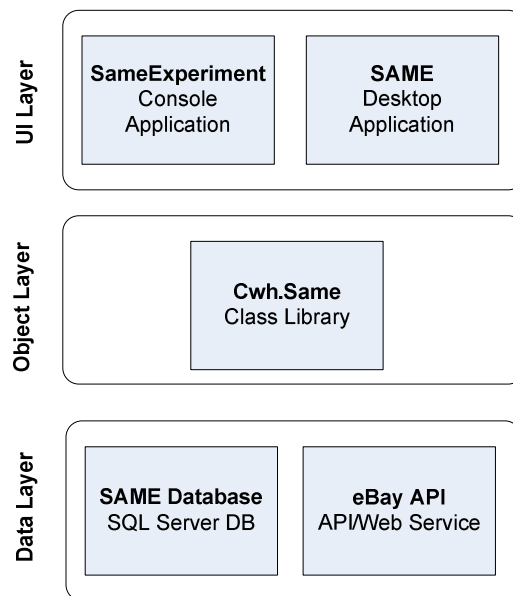 UI Layer
SameExperiment
Console
Application
SAME
Desktop
Application
Object Layer
Cwh.Same
Class Library
Data Layer
SAME Database
SQL Server DB
eBay API
API/Web Service